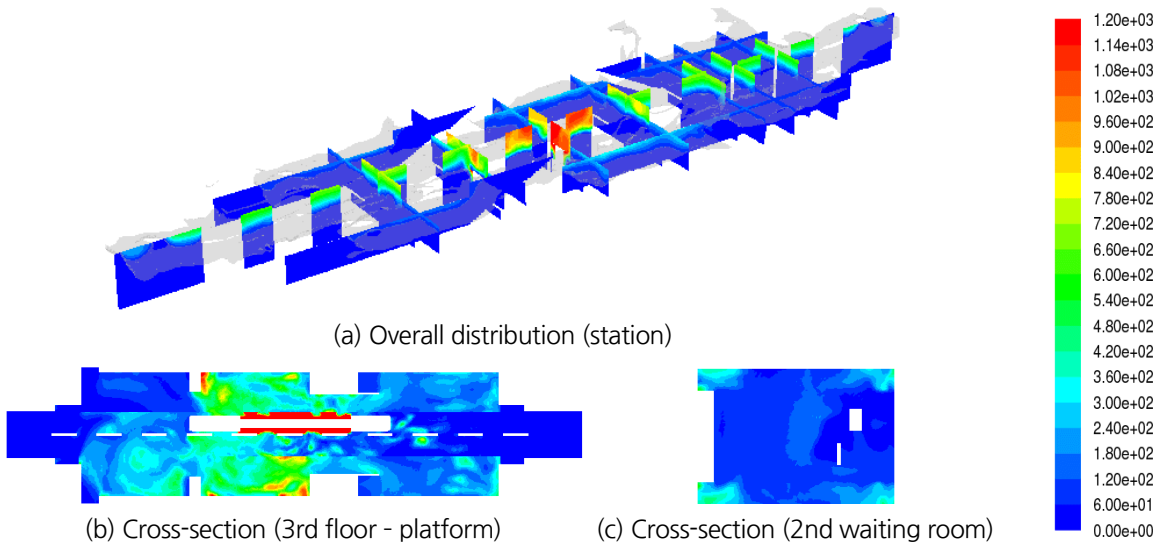 1.20e+03
1.14e+03
1.08e+03
1.02e+03
9.60e+02
9.00e+02
8.40e+02
7.80e+02
7.20e+02
6.60e+02
6.00e+02
5.40e+02
4.80e+02
4.20e+02
3.60e+02
3.00e+02
2.40e+02
1.80e+02
1.20e+02
6.00e+01
0.00e+00
(a) Overall distribution (station)
(b) Cross-section (3rd floor - platform)
(c) Cross-section (2nd waiting room)